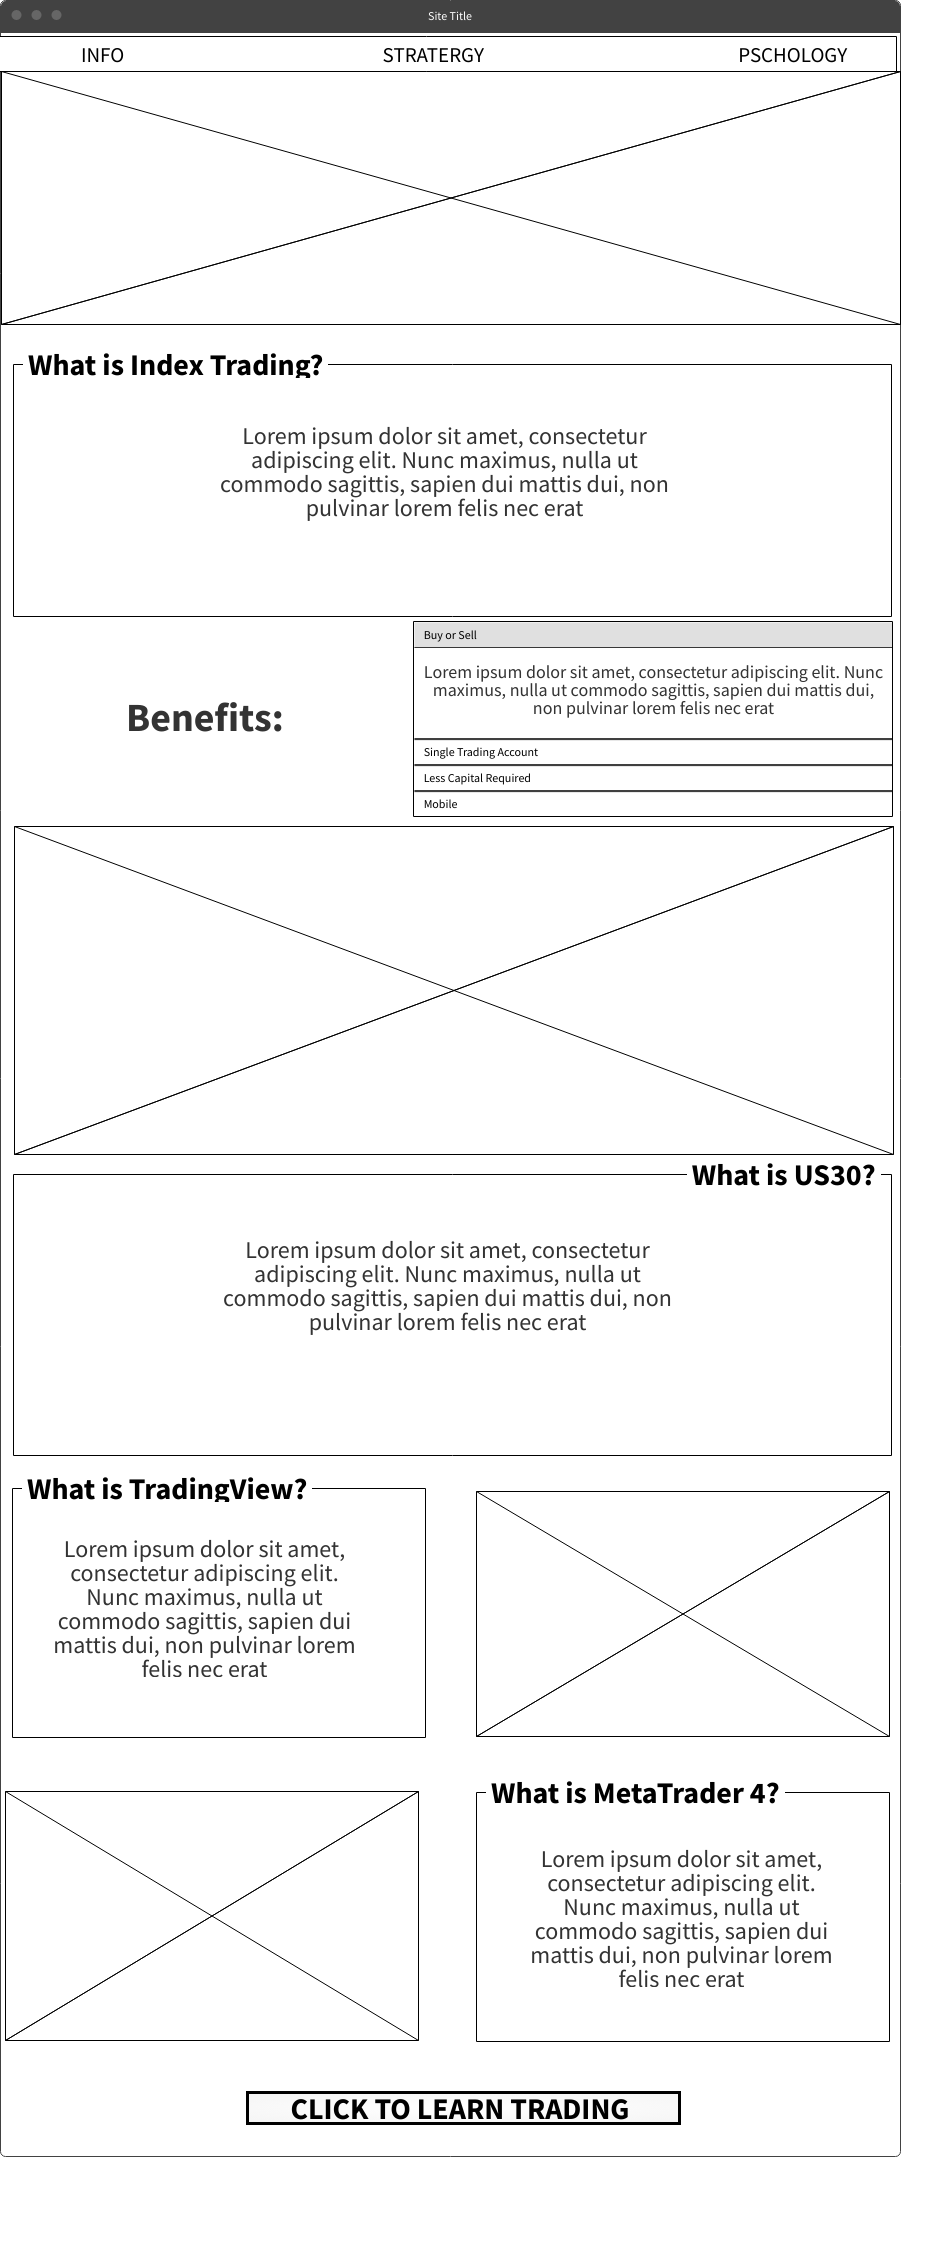 Site Title
INFO
STRATERGY
PSCHOLOGY
What is Index Trading?
Lorem ipsum dolor sit amet, consectetur
adipiscing elit. Nunc maximus, nulla ut
commodo sagittis, sapien dui mattis dui, non
pulvinar lorem felis nec erat
Benefits:
Buy or Sell
Lorem ipsum dolor sit amet, consectetur adipiscing elit. Nunc
maximus, nulla ut commodo sagittis, sapien dui mattis dui,
non pulvinar lorem felis nec erat
Single Trading Account
Less Capital Required
Mobile
What is US30?
Lorem ipsum dolor sit amet, consectetur
adipiscing elit. Nunc maximus, nulla ut
commodo sagittis, sapien dui mattis dui, non
pulvinar lorem felis nec erat
What is TradingView?
Lorem ipsum dolor sit amet,
consectetur adipiscing elit.
Nunc maximus, nulla ut
commodo sagittis, sapien dui
mattis dui, non pulvinar lorem
felis nec erat
What is MetaTrader 4?
Lorem ipsum dolor sit amet,
consectetur adipiscing elit.
Nunc maximus, nulla ut
commodo sagittis, sapien dui
mattis dui, non pulvinar lorem
felis nec erat
CLICK TO LEARN TRADING